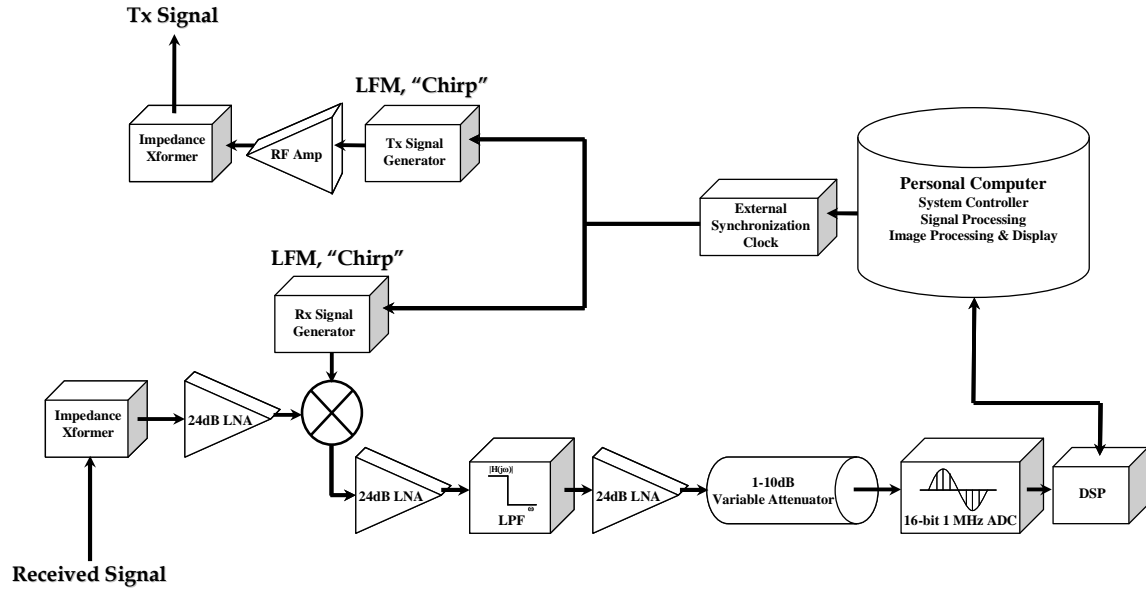 Tx Signal
LFM, “Chirp”
Impedance
Xformer
RF Amp
Tx Signal
Generator
Personal Computer
System Controller
Signal Processing
Image Processing & Display
External
Synchronization
Clock
LFM, “Chirp”
Rx Signal
Generator
Impedance
Xformer
24dB LNA
24dB LNA
|H(jω)|
ω
LPF
24dB LNA
1-10dB
Variable Attenuator
16-bit 1 MHz ADC
DSP
Received Signal